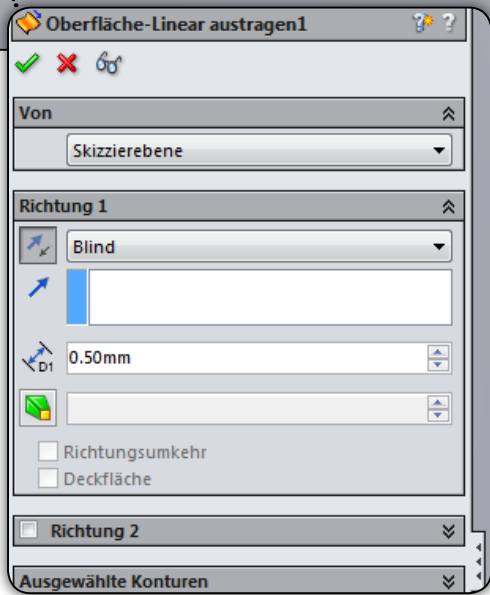 Oberfläche-Linear austragen1 ? ?
Von
Skizzierebene
Richtung 1
Blind
D1 0.50mm
Richtungsumkehr
Deckfläche
Richtung 2
Ausgewählte Konturen